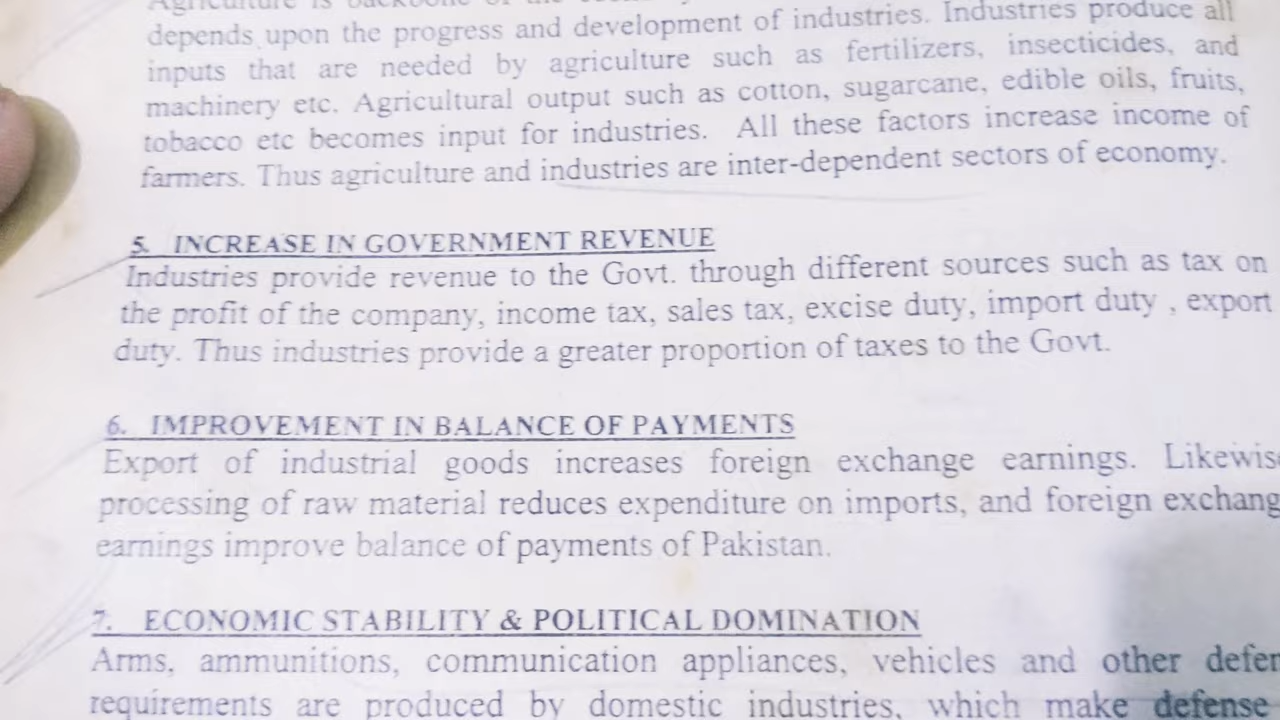 Agriculture is backbone of the
depends upon the progress and development of industries. Industries produce all
inputs that are needed by agriculture such as fertilizers, insecticides, and
machinery etc. Agricultural output such as cotton, sugarcane, edible oils, fruits,
tobacco etc becomes input for industries. All these factors increase income of
farmers. Thus agriculture and industries are inter-dependent sectors of economy.
5. INCREASE IN GOVERNMENT REVENUE
Industries provide revenue to the Govt. through different sources such as tax on
the profit of the company, income tax, sales tax, excise duty, import duty , export
duty. Thus industries provide a greater proportion of taxes to the Govt.
6. IMPROVEMENT IN BALANCE OF PAYMENTS
Export of industrial goods increases foreign exchange earnings. Likewis
processing of raw material reduces expenditure on imports, and foreign exchang
earnings improve balance of payments of Pakistan.
7. ECONOMIC STABILITY & POLITICAL DOMINATION
Arms, ammunitions, communication appliances, vehicles and other defen
requirements are produced by domestic industries, which make defense